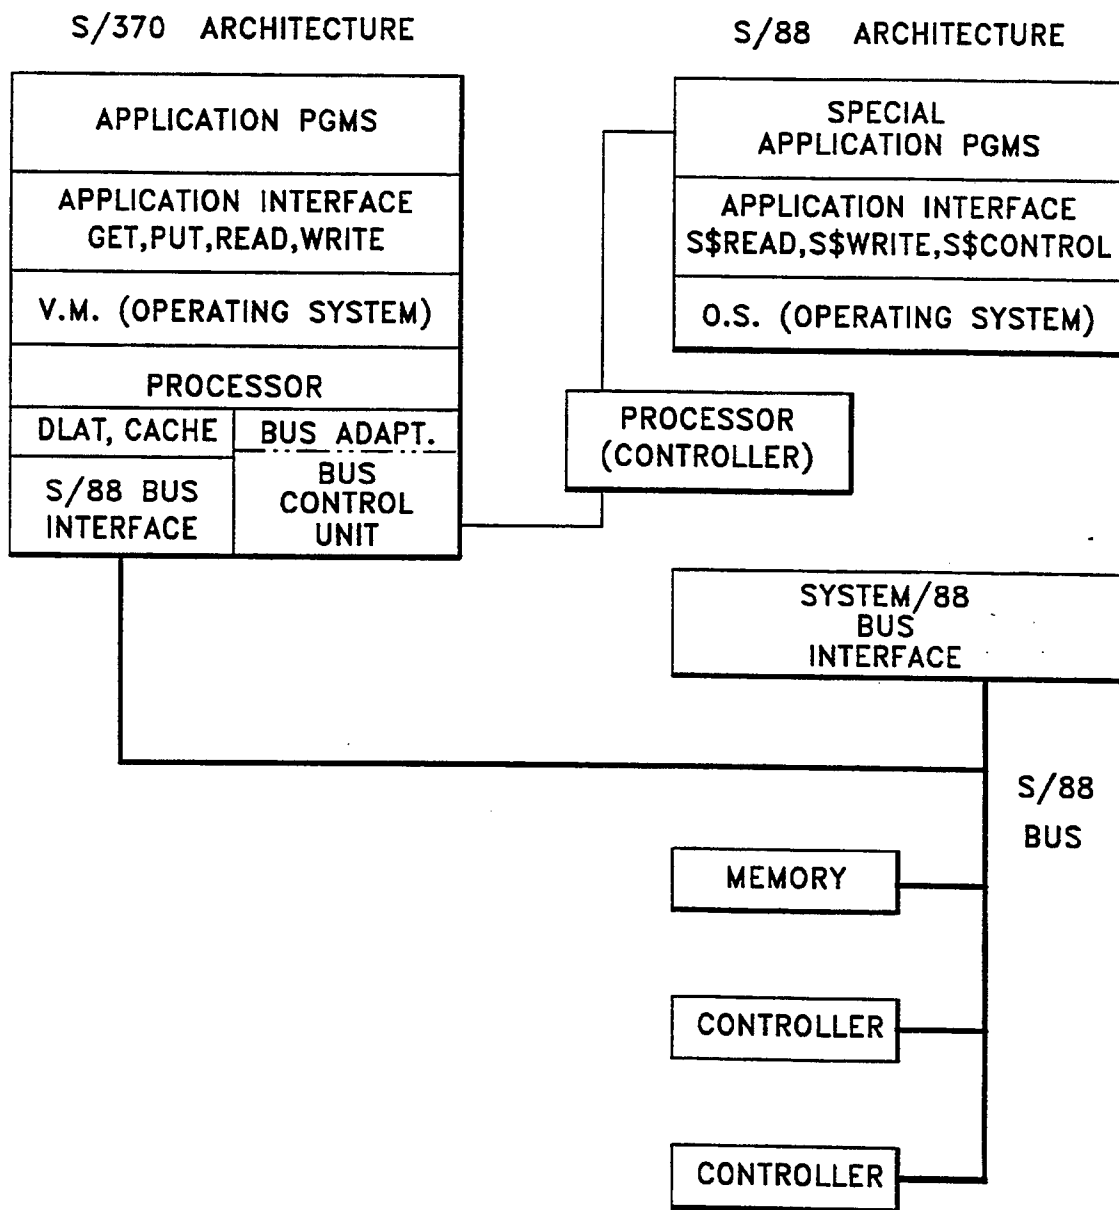 S/370 ARCHITECTURE
APPLICATION PGMS
APPLICATION INTERFACE
GET,PUT,READ,WRITE
V.M. (OPERATING SYSTEM)
PROCESSOR
DLAT, CACHE
BUS ADAPT.
S/88 BUS
INTERFACE
BUS
CONTROL
UNIT
S/88 ARCHITECTURE
SPECIAL
APPLICATION PGMS
APPLICATION INTERFACE
S$READ,S$WRITE,S$CONTROL
O.S. (OPERATING SYSTEM)
PROCESSOR
(CONTROLLER)
SYSTEM/88
BUS
INTERFACE
S/88
BUS
MEMORY
CONTROLLER
CONTROLLER